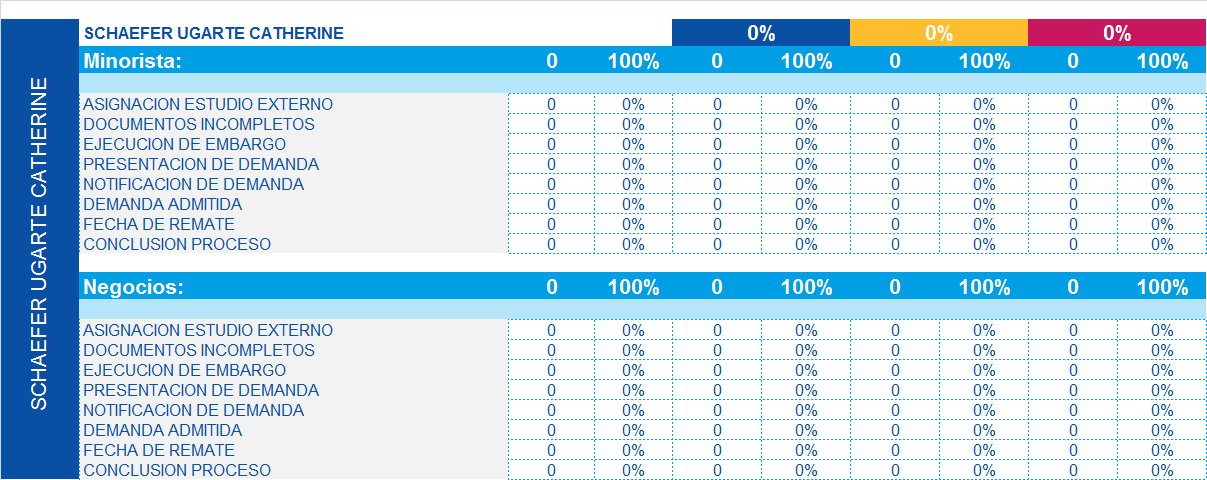 SCHAEFER UGARTE CATHERINE
SCHAEFER UGARTE CATHERINE 0% 0% 0%
Minorista: 0 100% 0 100% 0 100% 0 100%
ASIGNACION ESTUDIO EXTERNO 0 0% 0 0% 0 0% 0 0%
DOCUMENTOS INCOMPLETOS 0 0% 0 0% 0 0% 0 0%
EJECUCION DE EMBARGO 0 0% 0 0% 0 0% 0 0%
PRESENTACION DE DEMANDA 0 0% 0 0% 0 0% 0 0%
NOTIFICACION DE DEMANDA 0 0% 0 0% 0 0% 0 0%
DEMANDA ADMITIDA 0 0% 0 0% 0 0% 0 0%
FECHA DE REMATE 0 0% 0 0% 0 0% 0 0%
CONCLUSION PROCESO 0 0% 0 0% 0 0% 0 0%
Negocios: 0 100% 0 100% 0 100% 0 100%
ASIGNACION ESTUDIO EXTERNO 0 0% 0 0% 0 0% 0 0%
DOCUMENTOS INCOMPLETOS 0 0% 0 0% 0 0% 0 0%
EJECUCION DE EMBARGO 0 0% 0 0% 0 0% 0 0%
PRESENTACION DE DEMANDA 0 0% 0 0% 0 0% 0 0%
NOTIFICACION DE DEMANDA 0 0% 0 0% 0 0% 0 0%
DEMANDA ADMITIDA 0 0% 0 0% 0 0% 0 0%
FECHA DE REMATE 0 0% 0 0% 0 0% 0 0%
CONCLUSION PROCESO 0 0% 0 0% 0 0% 0 0%